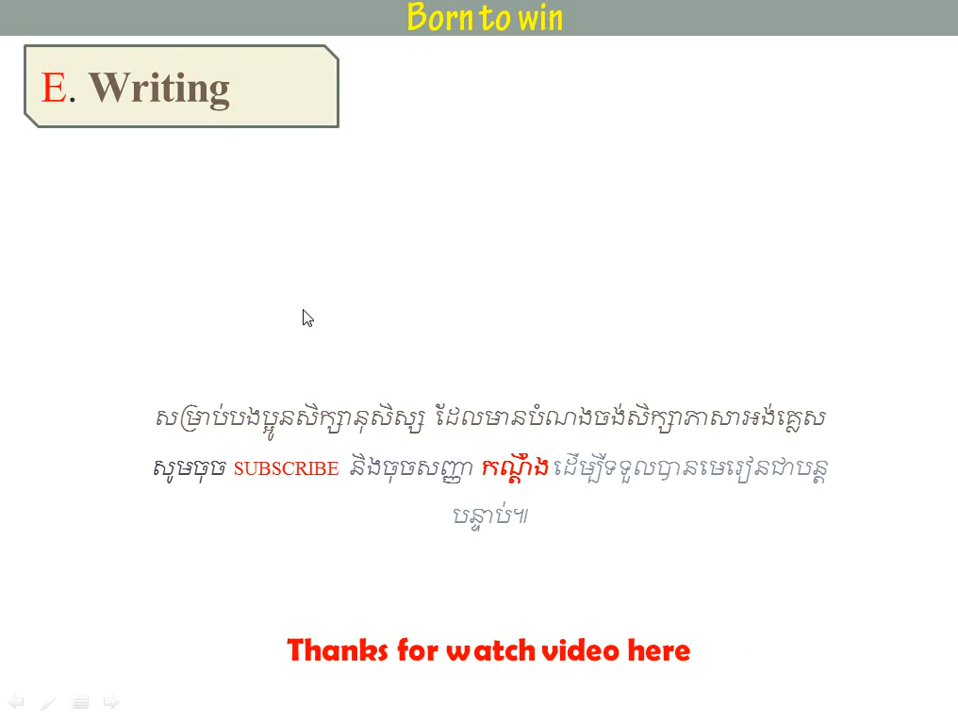 Born to win
E. Writing
សម្រាប់បងប្អូនសិក្សានុសិស្ស ដែលមានបំណងចង់សិក្សាភាសាអង់គ្លេស
សូមចុច SUBSCRIBE និងចុចសញ្ញា កណ្ដឹង ដើម្បីទទួលបានមេរៀនជាបន្ត
បន្ទាប់៕
Thanks for watch video here